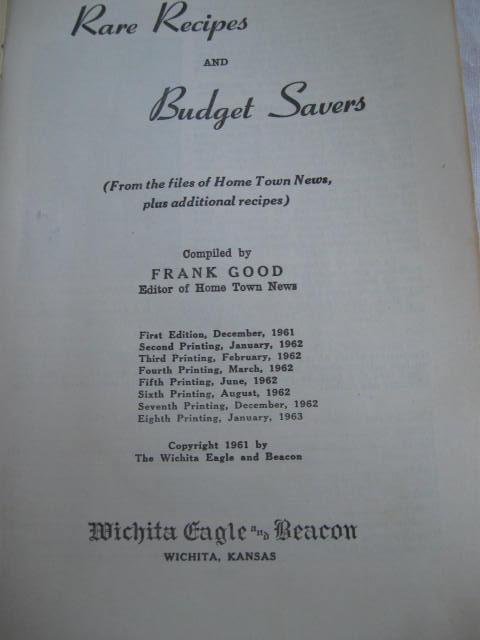 Rare Recipes
AND
Budget Savers
(From the files of Home Town News,
plus additional recipes)
Compiled by
FRANK GOOD
Editor of Home Town News
First Edition, December, 1961
Second Printing, January, 1962
Third Printing, February, 1962
Fourth Printing, March, 1962
Fifth Printing, June, 1962
Sixth Printing, August, 1962
Seventh Printing, December, 1962
Eighth Printing, January, 1963
Copyright 1961 by
The Wichita Eagle and Beacon
Wichita Eagle and Beacon
WICHITA, KANSAS